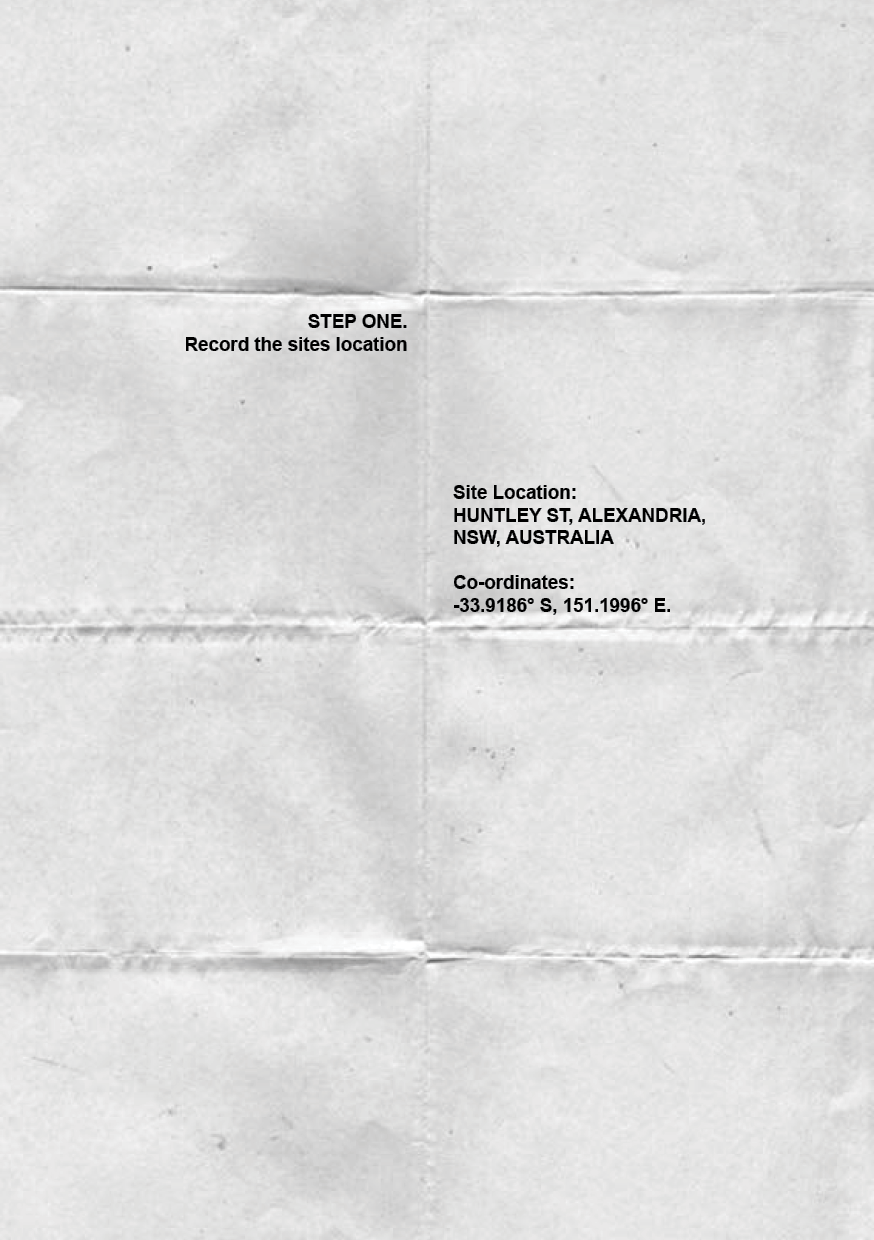 STEP ONE.
Record the sites location
Site Location:
HUNTLEY ST, ALEXANDRIA,
NSW, AUSTRALIA
Co-ordinates:
-33.9186° S, 151.1996° E.